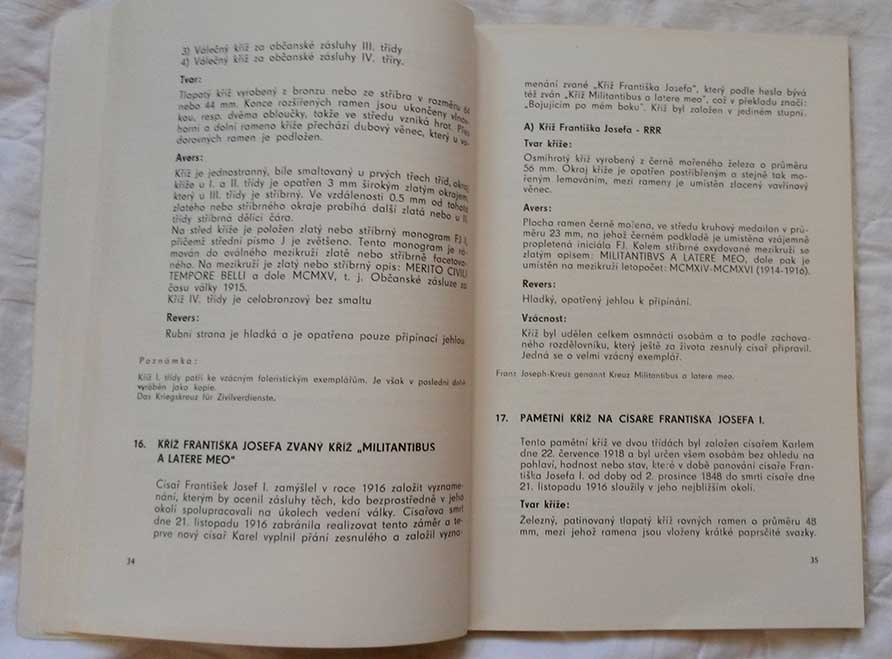 3) Válečný kříž za občanské zásluhy III. třídy
4) Válečný kříž za občanské zásluhy IV. tříry.
Tvar:
Tlapatý kříž vyrobený z bronzu nebo ze stříbra v rozměru 64
nebo 44 mm. Konce rozšířených ramen jsou ukončeny vlnov-
kou, resp. dvěma obloučky, takže ve středu vzniká hrot. Přes
horní a dolní rameno kříže přechází dubový věnec, který u vo-
dorovných ramen je podložen.
Avers:
Kříž je jednostranný, bíle smaltovaný u prvých třech tříd, okraj
kříže u I. a II. třídy je opatřen 3 mm širokým zlatým okrajem,
který u III. třídy je stříbrný. Ve vzdálenosti 0.5 mm od tohoto
zlatého nebo stříbrného okraje probíhá další zlatá nebo u II.
třídy stříbrná dělicí čára.
Na střed kříže je položen zlatý nebo stříbrný monogram FJ I,
přičemž střední písmo J je zvětšeno. Tento monogram je rá-
mován do oválného mezikruží zlatě nebo stříbrně facetova-
ného. Na mezikruží je zlatý nebo stříbrný opis: MERITO CIVILI
TEMPORE BELLI a dole MCMXV, t. j. Občanské zásluze za
času války 1915.
Kříž IV. třídy je celobronzový bez smaltu
Revers:
Rubní strana je hladká a je opatřena pouze připínací jehlou
Poznámka:
Kříž I. třídy patří ke vzácným faleristickým exemplářům. Je však v poslední době
vyráběn jako kopie.
Das Kriegskreuz für Zivilverdienste.
16. KŘÍŽ FRANTIŠKA JOSEFA ZVANÝ KŘÍŽ „MILITANTIBUS
A LATERE MEO"
Císař František Josef I. zamýšlel v roce 1916 založit vyzname-
nání, kterým by ocenil zásluhy těch, kdo bezprostředně v jeho
okolí spolupracovali na úkolech vedení války. Císařova smrt
dne 21. listopadu 1916 zabránila realizovat tento záměr a te-
prve nový císař Karel vyplnil přání zesnulého a založil vyzna-
34
menání zvané „Kříž Františka Josefa", který podle hesla bývá
též zván „Kříž Militantibus a latere meo", což v překladu značí:
„Bojujícím po mém boku". Kříž byl založen v jediném stupni.
A) Kříž Františka Josefa - RRR
Tvar kříže:
Osmihrotý kříž vyrobený z černě mořeného železa o průměru
56 mm. Okraj kříže je opatřen postříbřeným a stejně tak mo-
řeným lemováním, mezi rameny je umístěn zlacený vavřínový
věnec.
Avers:
Plocha ramen černě mořena, ve středu kruhový medailon v prů-
měru 23 mm, na jehož černém podkladě je umístěna vzájemně
propletená iniciála FJ. Kolem stříbrné oxydované mezikruží se
zlatým opisem: MILITANTIBVS A LATERE MEO, dole pak je
umístěn na mezikruží letopočet: MCMXIV-MCMXVI (1914-1916).
Revers:
Hladký, opatřený jehlou k připínání.
Vzácnost:
Kříž byl udělen celkem osmnácti osobám a to podle zachova-
ného rozdělovníku, který ještě za života zesnulý císař připravil.
Jedná se o velmi vzácný exemplář.
Franz Joseph-Kreuz genannt Kreuz Militantibus a latere meo.
17. PAMĚTNÍ KŘÍŽ NA CÍSAŘE FRANTIŠKA JOSEFA I.
Tento pamětní kříž ve dvou třídách byl založen císařem Karlem
dne 22. července 1918 a byl určen všem osobám bez ohledu na
pohlaví, hodnost nebo stav, které v době panování císaře Fran-
tiška Josefa I. od doby od 2. prosince 1848 do smrti císaře dne
21. listopadu 1916 sloužily v jeho nejbližším okolí.
Tvar kříže:
Železný, patinovaný tlapatý kříž rovných ramen o průměru 48
mm, mezi jehož ramena jsou vloženy krátké paprsčité svazky.
35